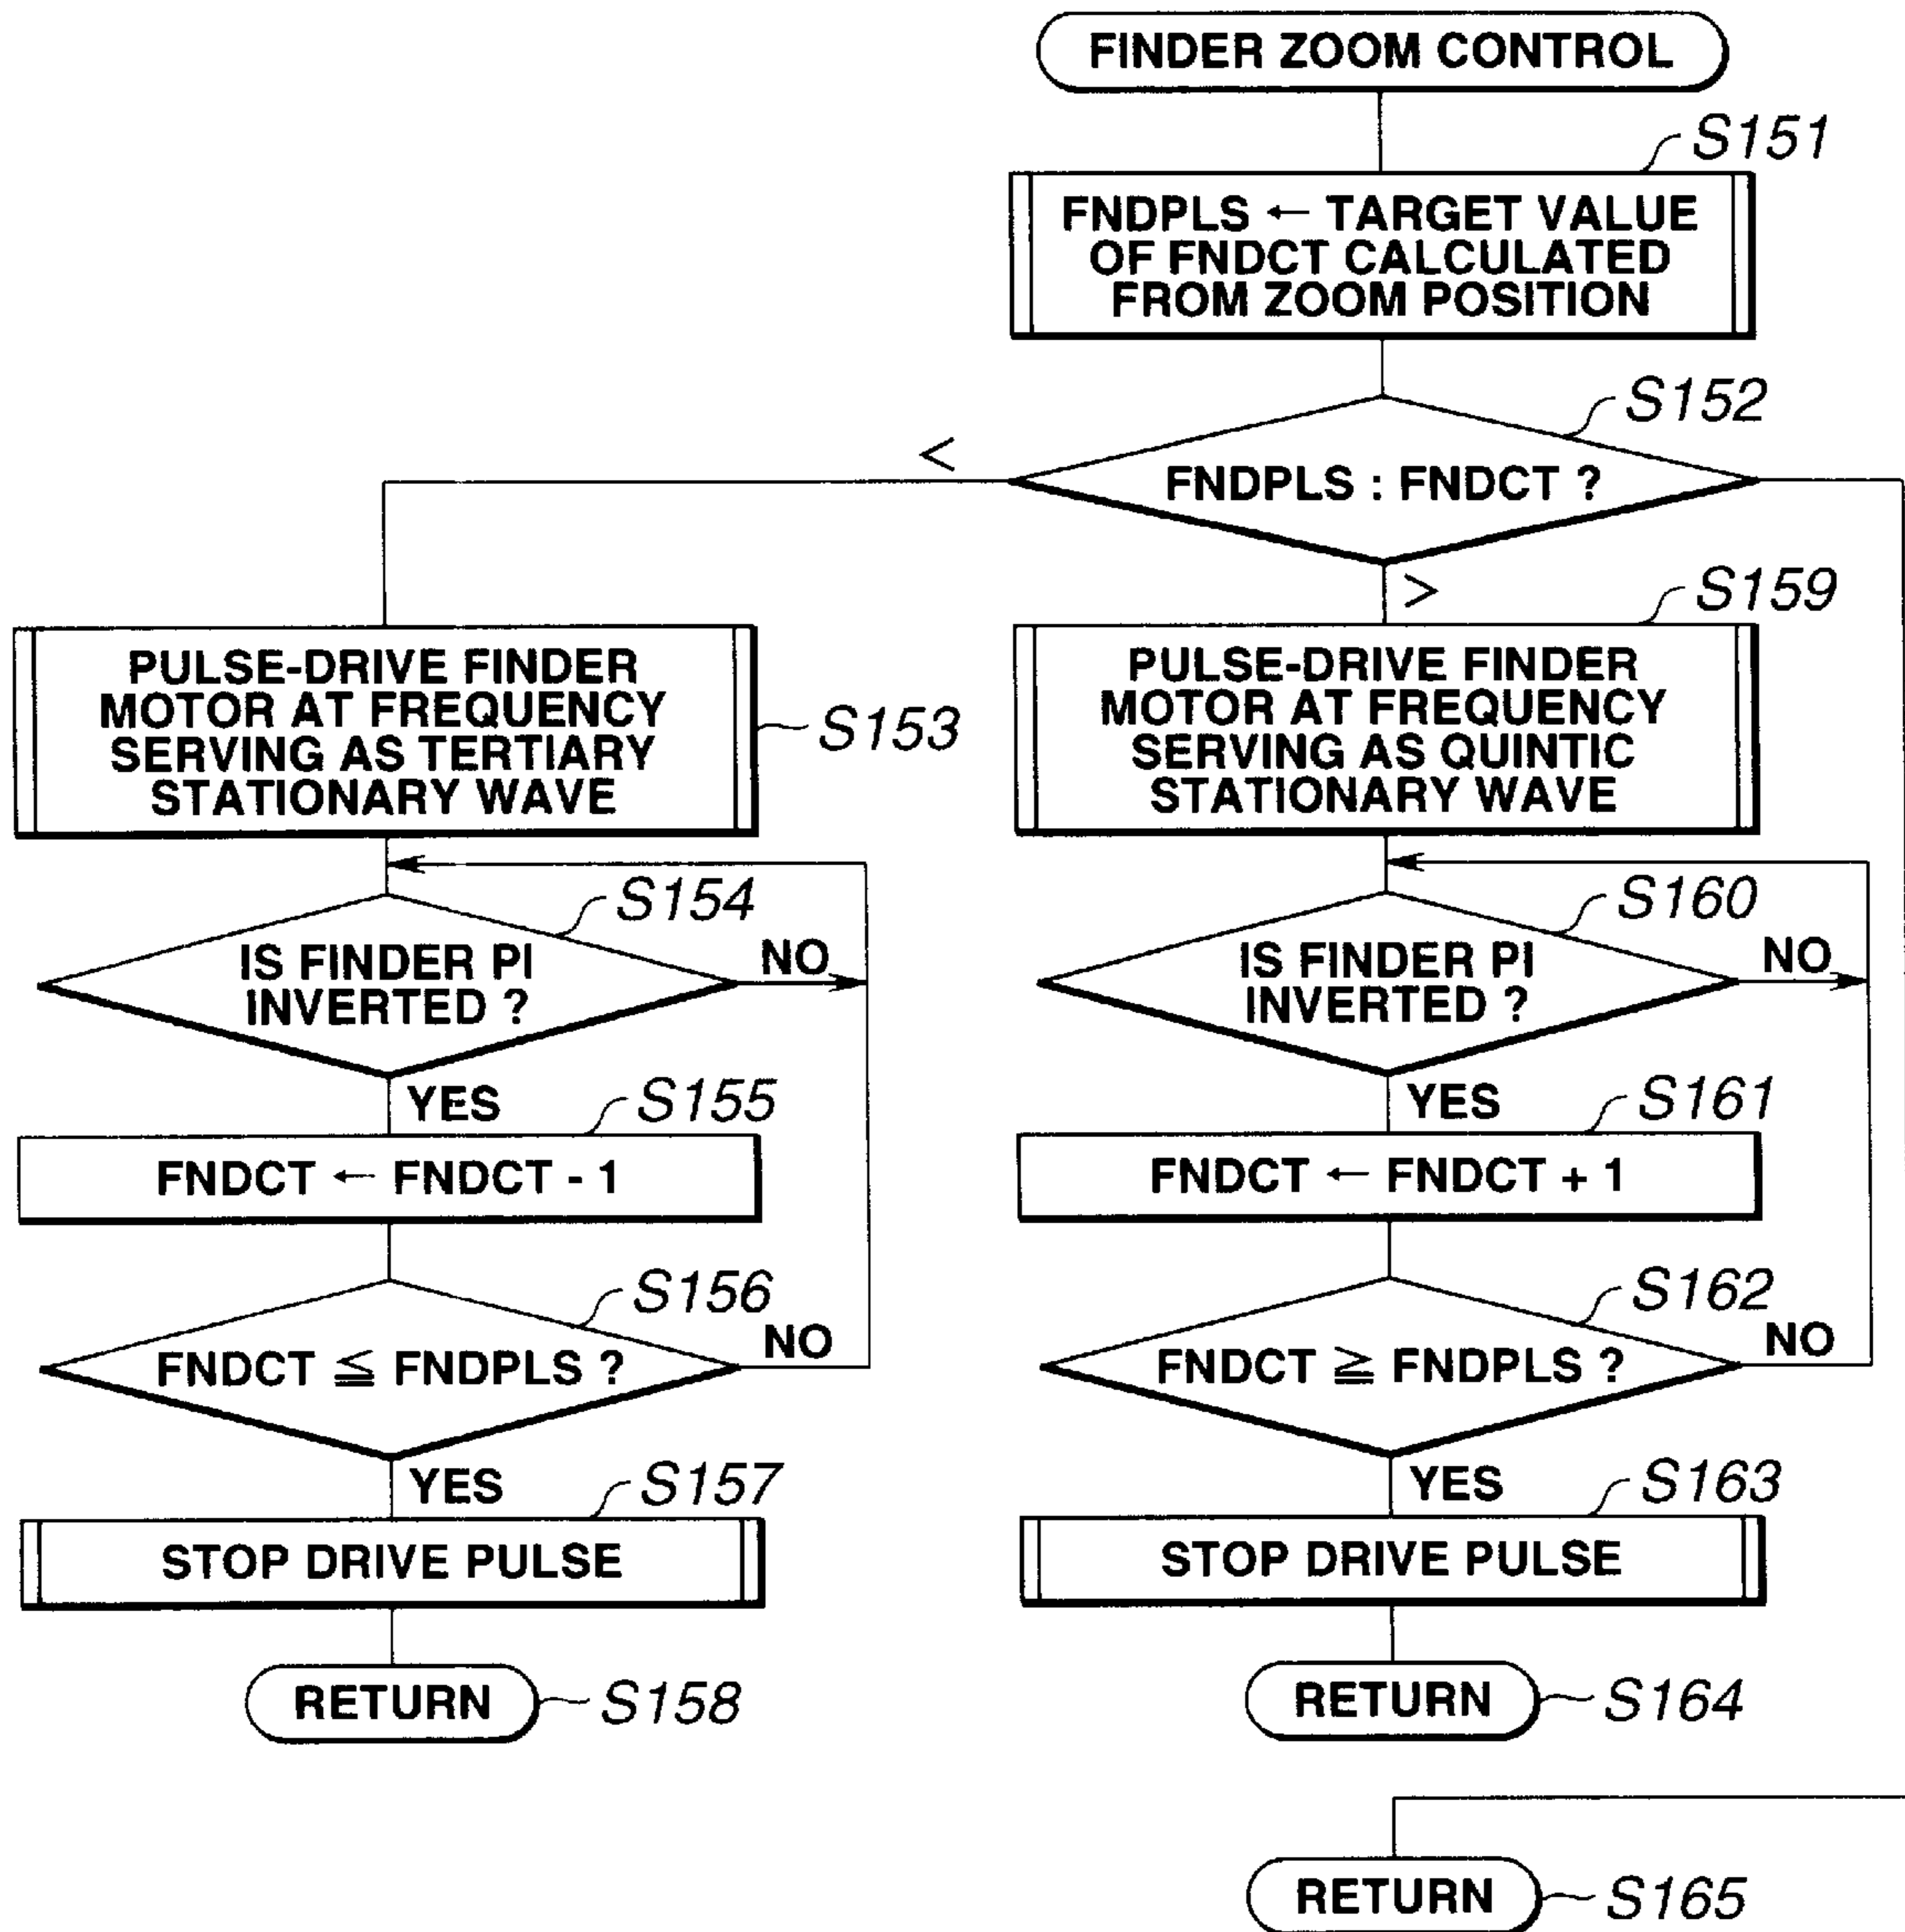 FINDER ZOOM CONTROL
S151
FNDPLS ← TARGET VALUE
OF FNDCT CALCULATED
FROM ZOOM POSITION
S152
<
FNDPLS : FNDCT ?
>
S159
PULSE-DRIVE FINDER
MOTOR AT FREQUENCY
SERVING AS TERTIARY
STATIONARY WAVE
S153
PULSE-DRIVE FINDER
MOTOR AT FREQUENCY
SERVING AS QUINTIC
STATIONARY WAVE
S154
IS FINDER PI
INVERTED ?
NO
YES
S155
FNDCT ← FNDCT - 1
S156
FNDCT ≦ FNDPLS ?
NO
YES
S157
STOP DRIVE PULSE
RETURN
S158
S160
IS FINDER PI
INVERTED ?
NO
YES
S161
FNDCT ← FNDCT + 1
S162
FNDCT ≧ FNDPLS ?
NO
YES
S163
STOP DRIVE PULSE
RETURN
S164
RETURN
S165